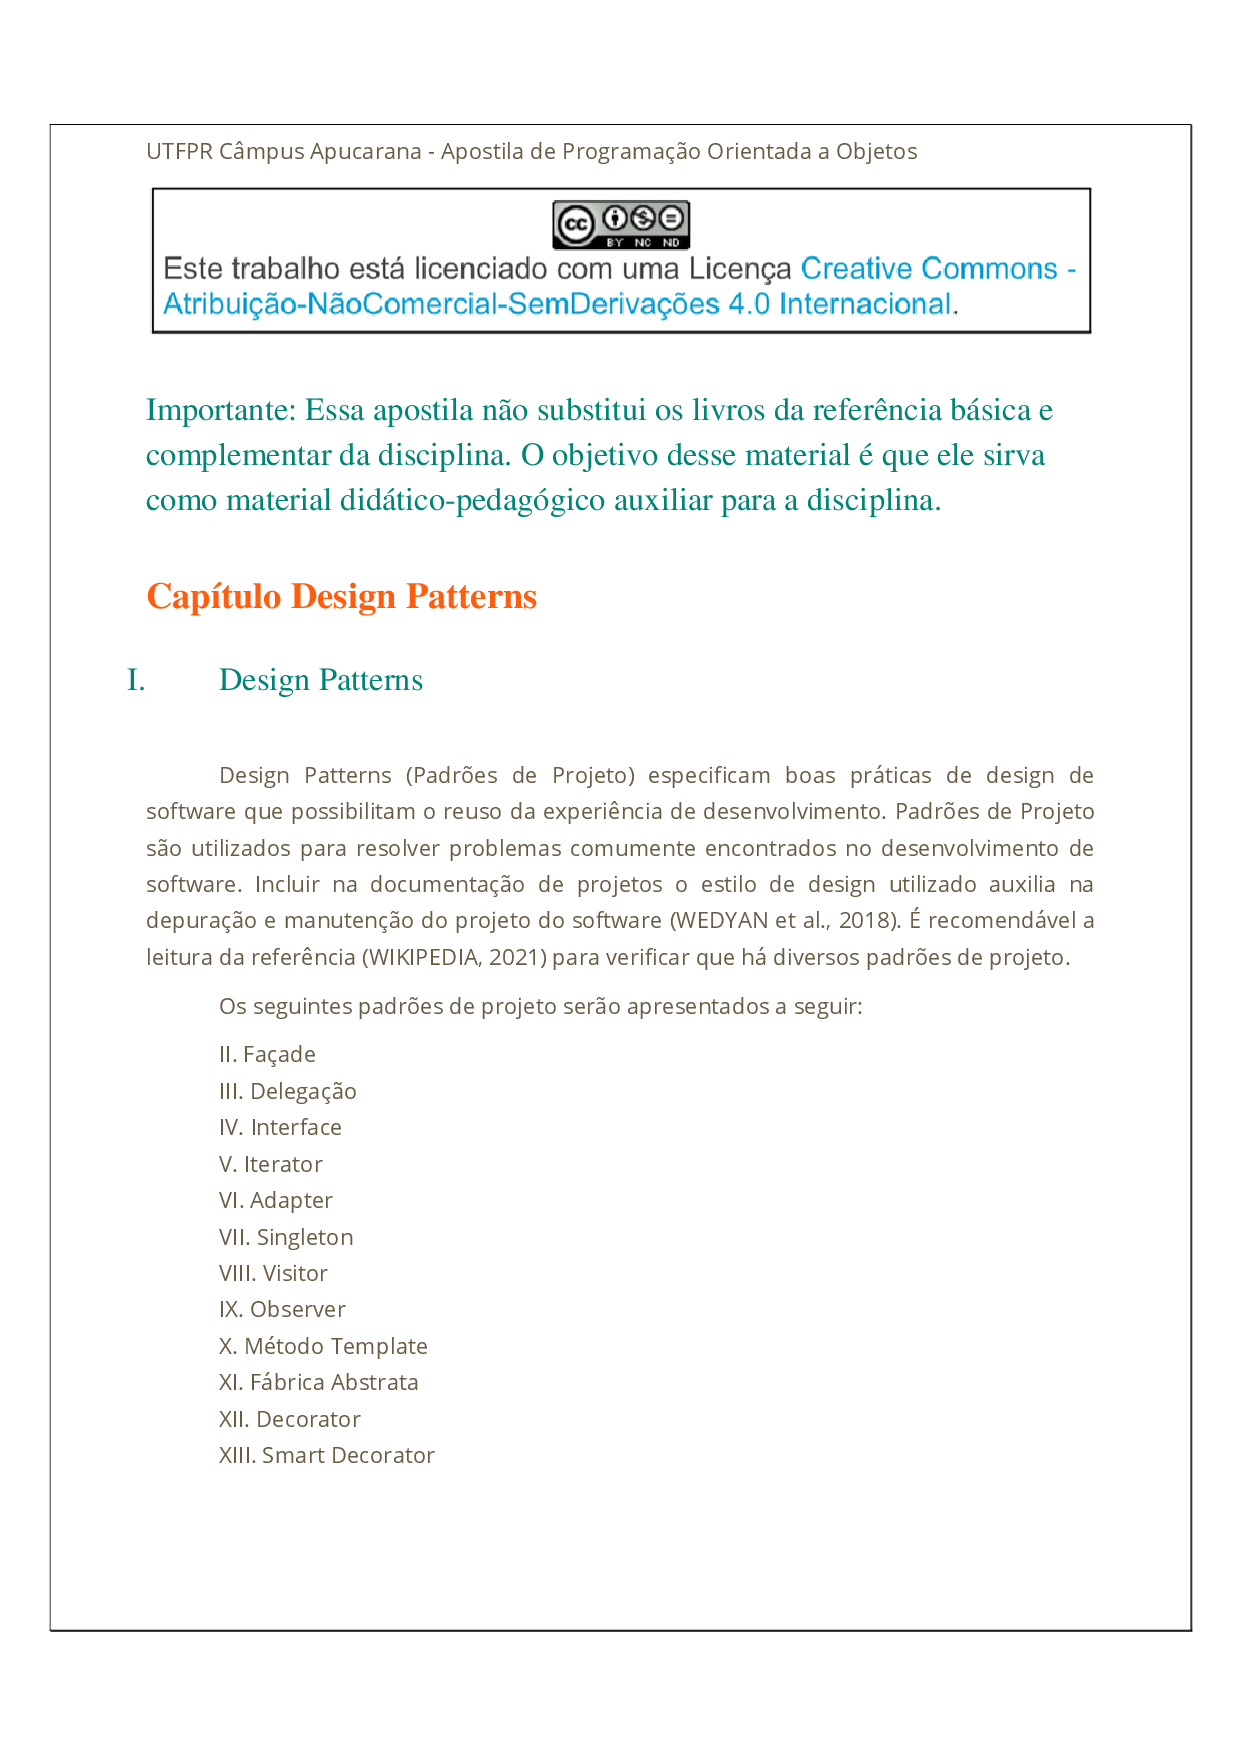 UTFPR Câmpus Apucarana - Apostila de Programação Orientada a Objetos
cc
BY NC ND
Este trabalho está licenciado com uma Licença Creative Commons -
Atribuição-NãoComercial-SemDerivações 4.0 Internacional.
Importante: Essa apostila não substitui os livros da referência básica e
complementar da disciplina. O objetivo desse material é que ele sirva
como material didático-pedagógico auxiliar para a disciplina.
Capítulo Design Patterns
I. Design Patterns
Design Patterns (Padrões de Projeto) especificam boas práticas de design de
software que possibilitam o reuso da experiência de desenvolvimento. Padrões de Projeto
são utilizados para resolver problemas comumente encontrados no desenvolvimento de
software. Incluir na documentação de projetos o estilo de design utilizado auxilia na
depuração e manutenção do projeto do software (WEDYAN et al., 2018). É recomendável a
leitura da referência (WIKIPEDIA, 2021) para verificar que há diversos padrões de projeto.
Os seguintes padrões de projeto serão apresentados a seguir:
II. Façade
III. Delegação
IV. Interface
V. Iterator
VI. Adapter
VII. Singleton
VIII. Visitor
IX. Observer
X. Método Template
XI. Fábrica Abstrata
XII. Decorator
XIII. Smart Decorator